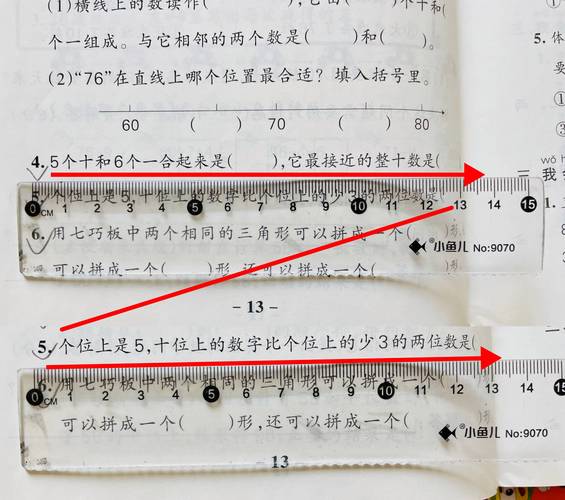 (1)横线上的数读作(      ),它由(      )个十和(
个一组成。与它相邻的两个数是(      )和(      )。
(2)“76”在直线上哪个位置最合适？填入括号里。
60 (      ) 70 (      ) 80
4. 5个十和6个一合起来是(      ),它最接近的整十数是(
5. 个位上是5,十位上的数字比个位上的少3的两位数是(
0 CM 1 2 3 4 5 6 7 8 9 10 11 12 13 14 15
6. 用七巧板中两个相同的三角形可以拼成一个(      )形,
小鱼儿 No:9070
可以拼成一个(      )形,还可以拼成一个(      )
- 13 -
5. 个位上是5,十位上的数字比个位上的少3的两位数是(
6. 用七巧板中两个相同的三角形可以拼成一个(
0 CM 1 2 3 4 5 6 7 8 9 10 11 12 13 14 15
可以拼成一个(      )形,还可以拼成一个(      )
小鱼儿 No:9070
13
5. 体
要
①
wǒ
三 我
1.